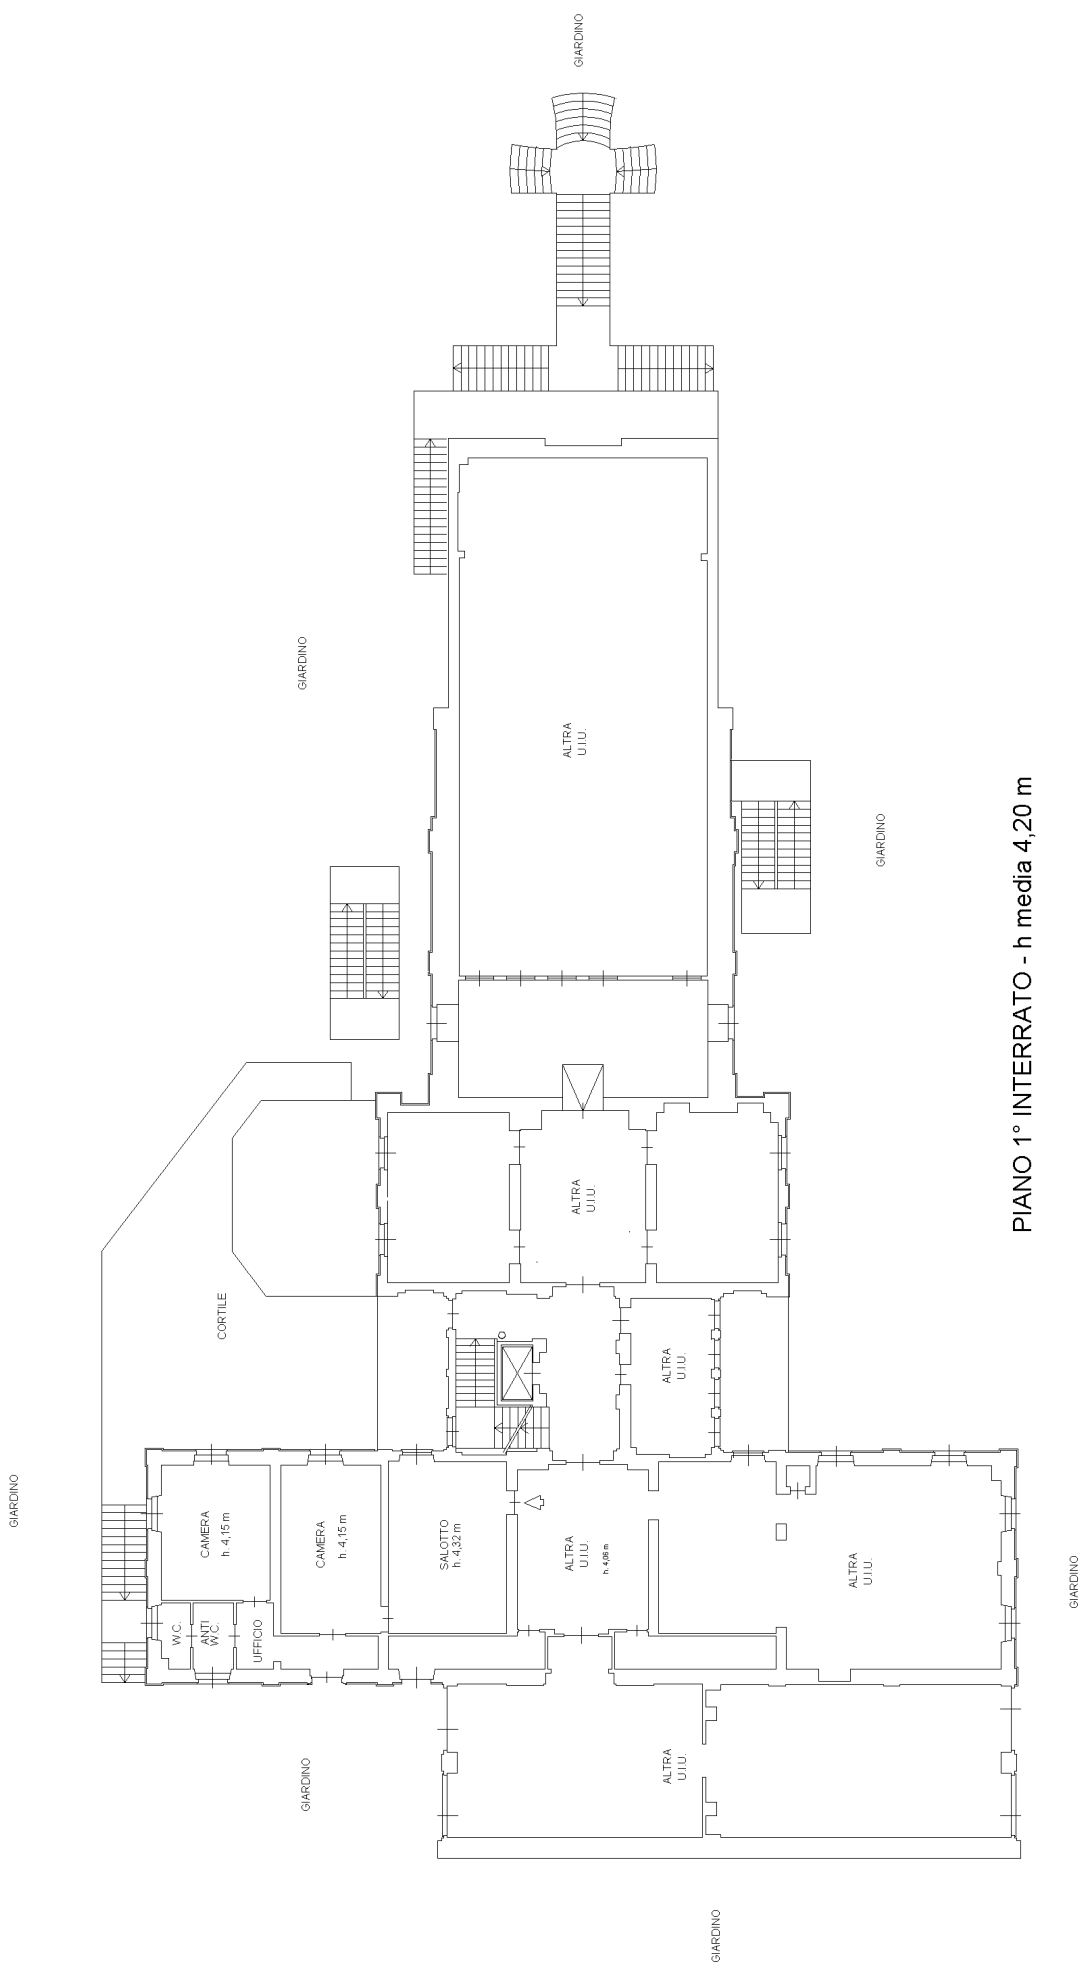 GIARDINO
GIARDINO
ALTRA
U.I.U.
GIARDINO
PIANO 1° INTERRATO - h media 4,20 m
ALTRA
U.I.U.
CORTILE
ALTRA
U.I.U.
GIARDINO
CAMERA
h. 4,15 m
CAMERA
h. 4,15 m
SALOTTO
h. 4,32 m
ALTRA
U.I.U.
h. 4,06 m
ALTRA
U.I.U.
GIARDINO
W.C.
ANTI
W.C.
UFFICIO
GIARDINO
ALTRA
U.I.U.
GIARDINO